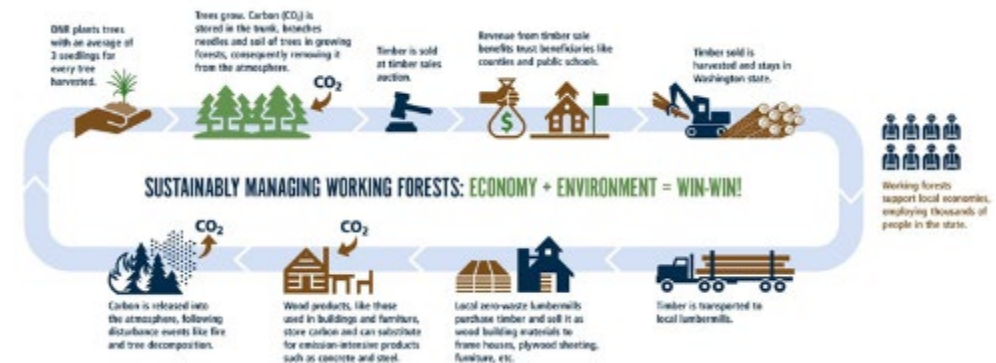 DNR plants trees
with an average of
3 seedlings for
every tree
harvested.
Trees grow. Carbon (CO₂) is
stored in the trunk, branches
needles and soil of trees in growing
forests, consequently removing it
from the atmosphere.
CO₂
Timber is sold
at timber sales
auction.
Revenue from timber sale
benefits trust beneficiaries like
counties and public schools.
$
Timber sold is
harvested and stays in
Washington state.
Working forests
support local economies,
employing thousands of
people in the state.
SUSTAINABLY MANAGING WORKING FORESTS: ECONOMY + ENVIRONMENT = WIN-WIN!
CO₂
Carbon is released into
the atmosphere, following
disturbance events like fire
and tree decomposition.
CO₂
Wood products, like those
used in buildings and furniture,
store carbon and can substitute
for emission-intensive products
such as concrete and steel.
Local zero-waste lumbermills
purchase timber and sell it as
wood building materials to
frame houses, plywood sheeting,
furniture, etc.
Timber is transported to
local lumbermills.